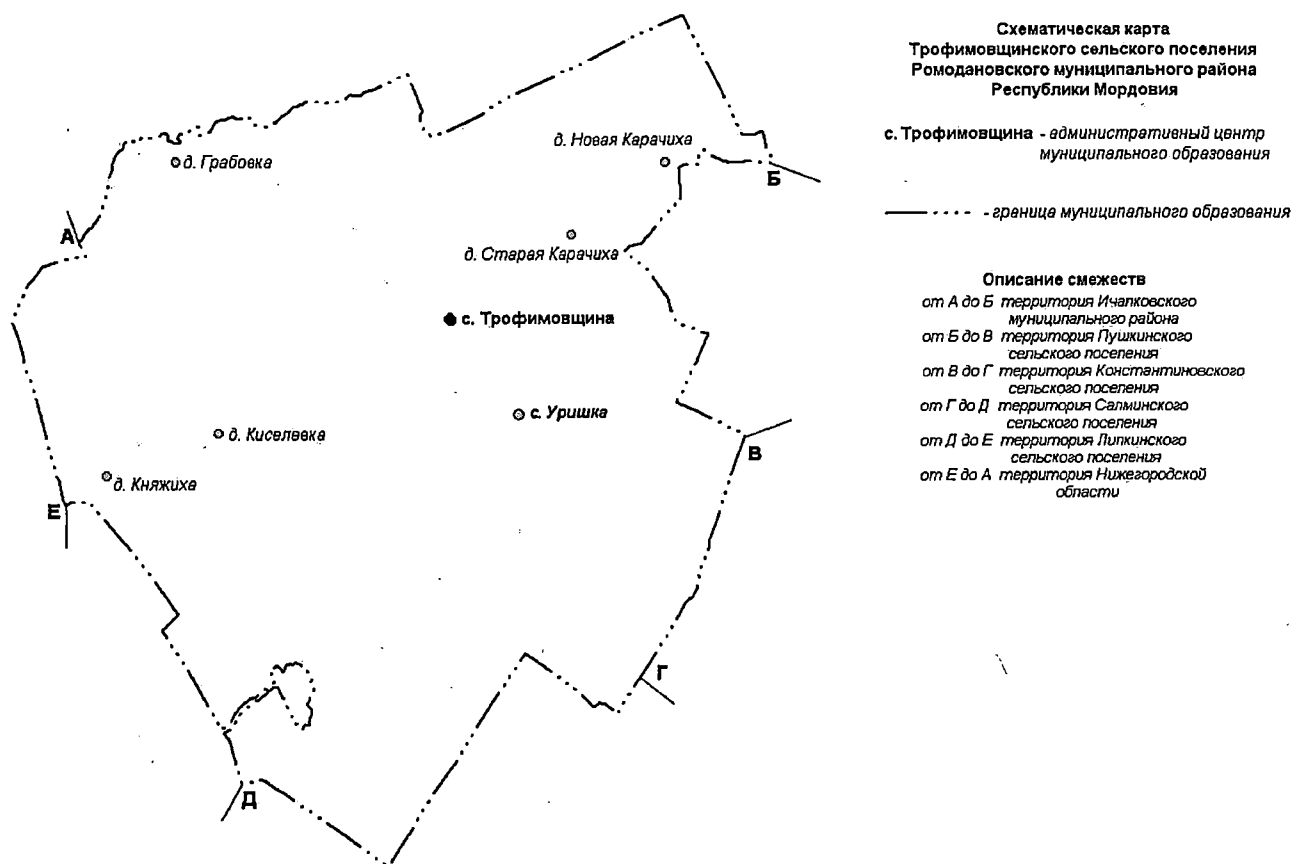 Схематическая карта
Трофимовщинского сельского поселения
Ромодановского муниципального района
Республики Мордовия
с. Трофимовщина - административный центр
муниципального образования
- граница муниципального образования
Описание смежеств
от А до Б территория Ичалковского
муниципального района
от Б до В территория Пушкинского
сельского поселения
от В до Г территория Константиновского
сельского поселения
от Г до Д территория Салминского
сельского поселения
от Д до Е территория Липкинского
сельского поселения
от Е до А территория Нижегородской
области
д. Грабовка
д. Новая Карачиха
Б
А
д. Старая Карачиха
с. Трофимовщина
с. Уришка
д. Киселевка
В
д. Княжиха
Е
Г
Д